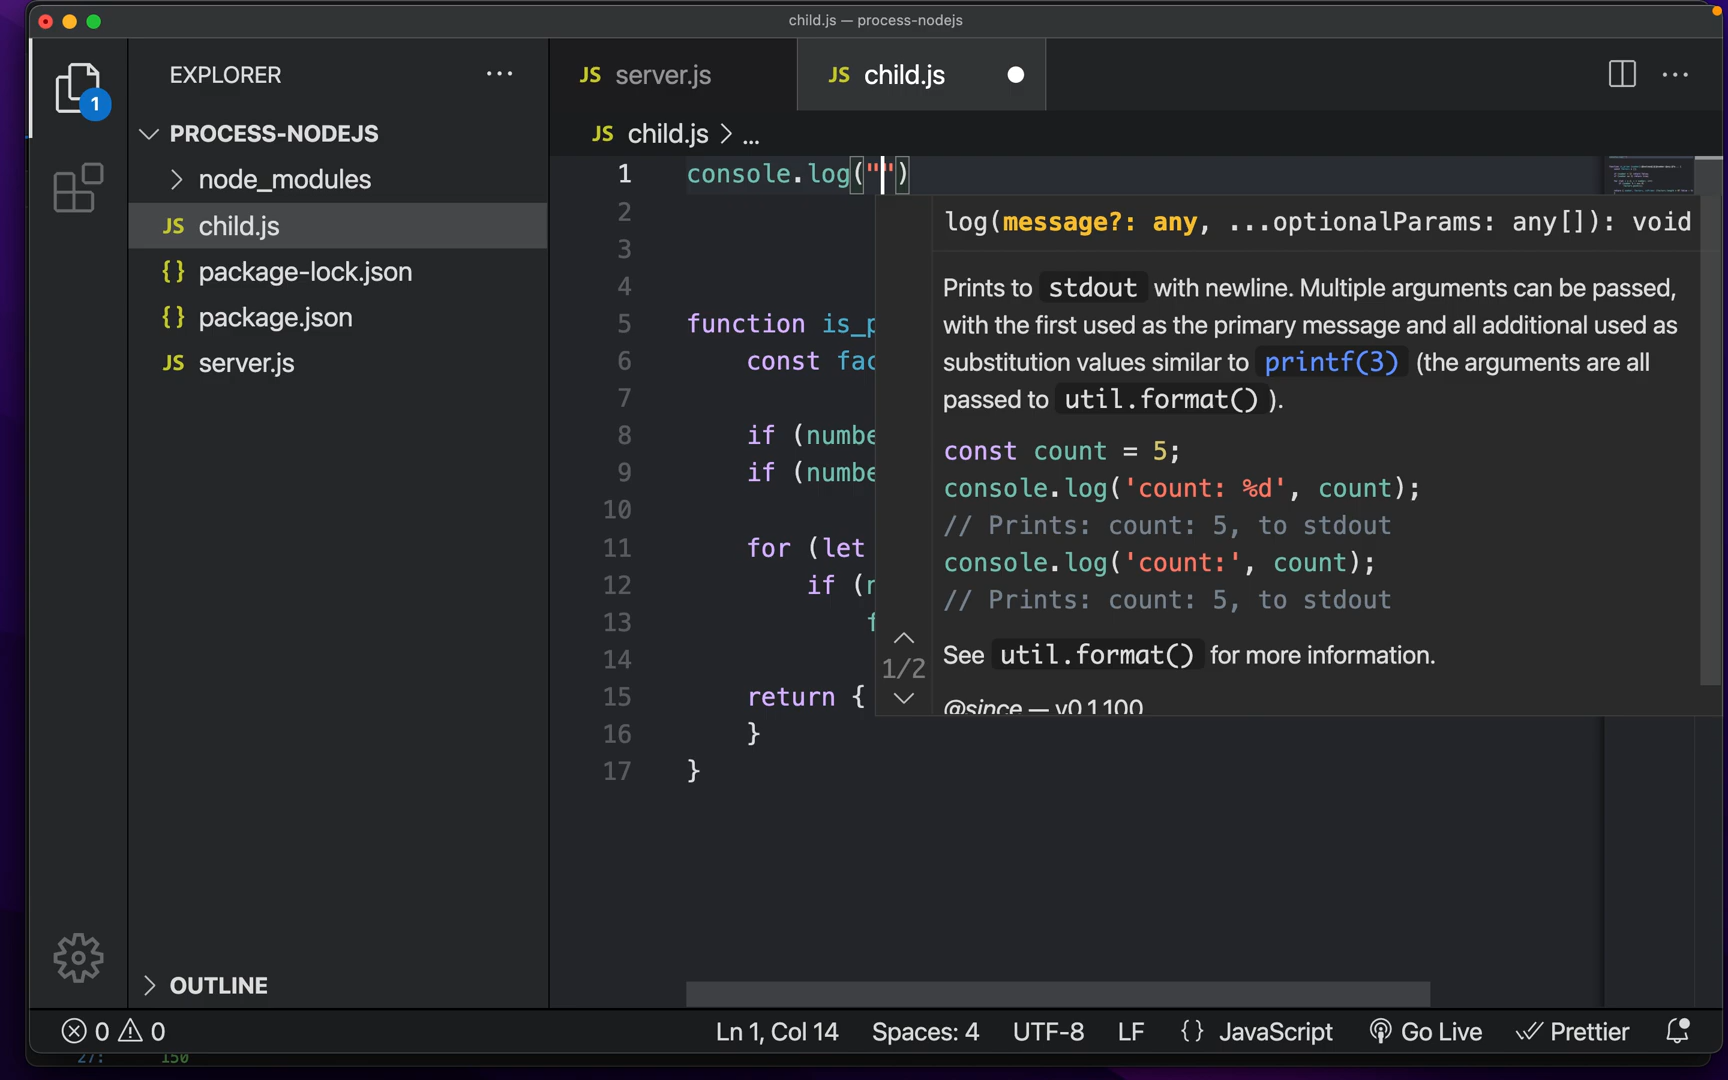 child.js — process-nodejs
EXPLORER
JS server.js
JS child.js
1
PROCESS-NODEJS
node_modules
JS child.js
{} package-lock.json
{} package.json
JS server.js
OUTLINE
JS child.js > ...
1 console.log("")
2
3
4
5 function is_p
6 const fac
7
8 if (numbe
9 if (numbe
10
11 for (let
12 if (n
13 f
14
15 return {
16 }
17 }
log(message?: any, ...optionalParams: any[]): void
Prints to stdout with newline. Multiple arguments can be passed,
with the first used as the primary message and all additional used as
substitution values similar to printf(3) (the arguments are all
passed to util.format() ).
const count = 5;
console.log('count: %d', count);
// Prints: count: 5, to stdout
console.log('count:', count);
// Prints: count: 5, to stdout
1/2
See util.format() for more information.
@since — v0.1.100
0 0
Ln 1, Col 14 Spaces: 4 UTF-8 LF {} JavaScript Go Live Prettier
27: 150